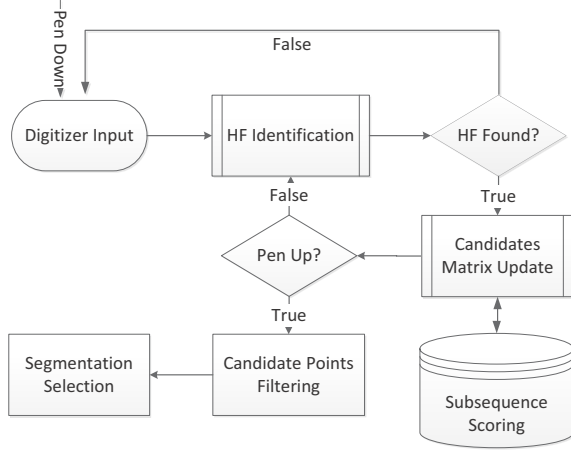 Pen Down
False
Digitizer Input
HF Identification
HF Found?
False
True
Pen Up?
Candidates
Matrix Update
True
Segmentation
Selection
Candidate Points
Filtering
Subsequence
Scoring